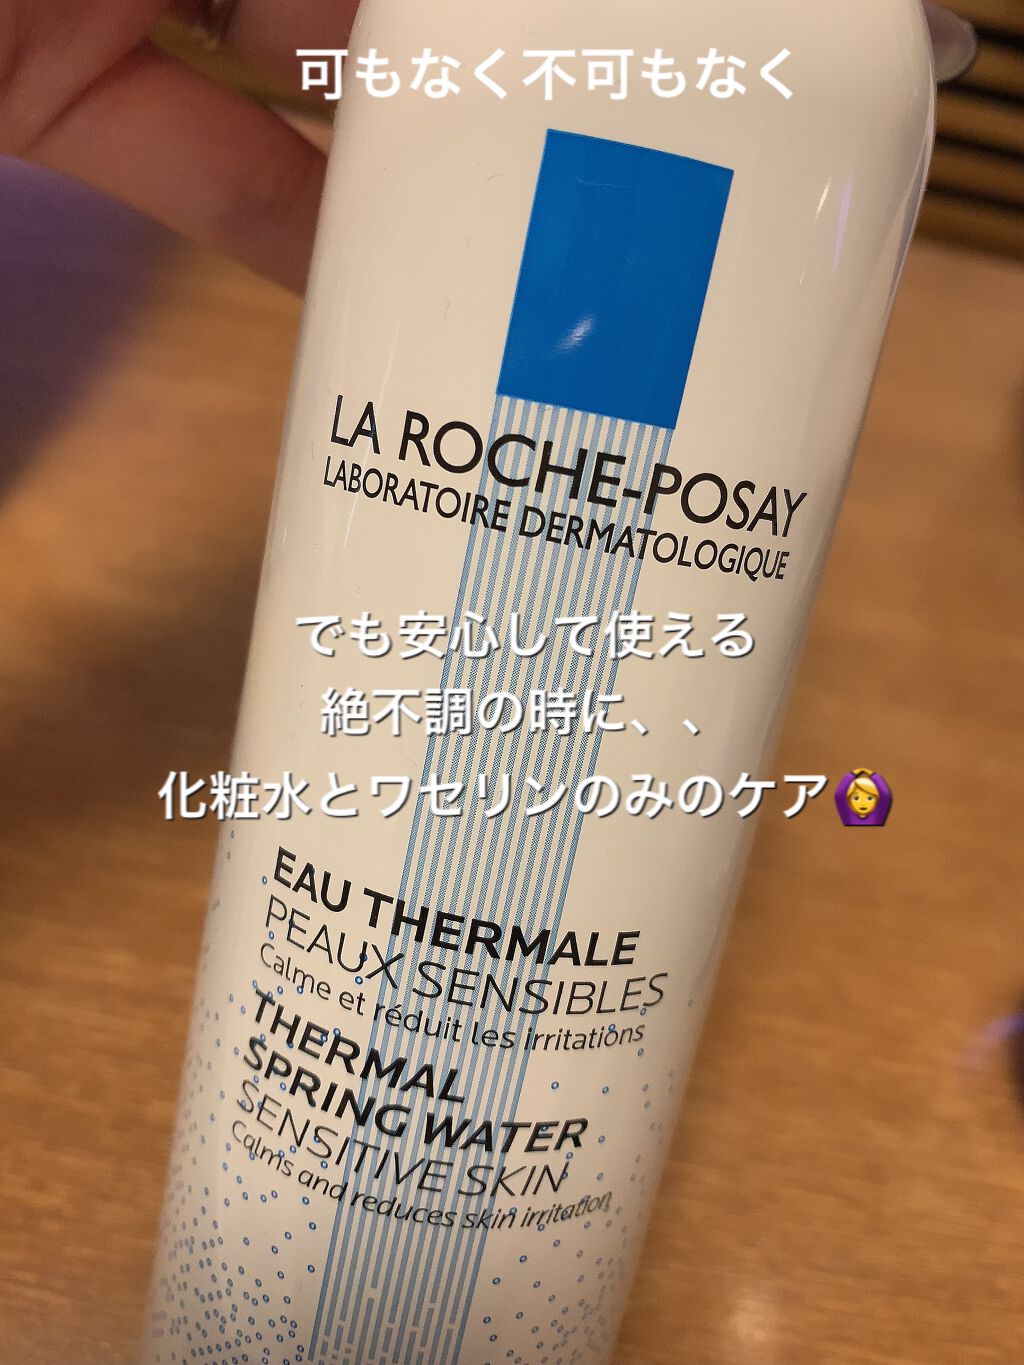 可もなく不可もなく
LA ROCHE-POSAY
LABORATOIRE DERMATOLOGIQUE
でも安心して使える
絶不調の時に、、
化粧水とワセリンのみのケア🙆‍♀️
EAU THERMALE
PEAUX SENSIBLES
Calme et réduit les irritations
THERMAL
SPRING WATER
SENSITIVE SKIN
Calms and reduces skin irritation